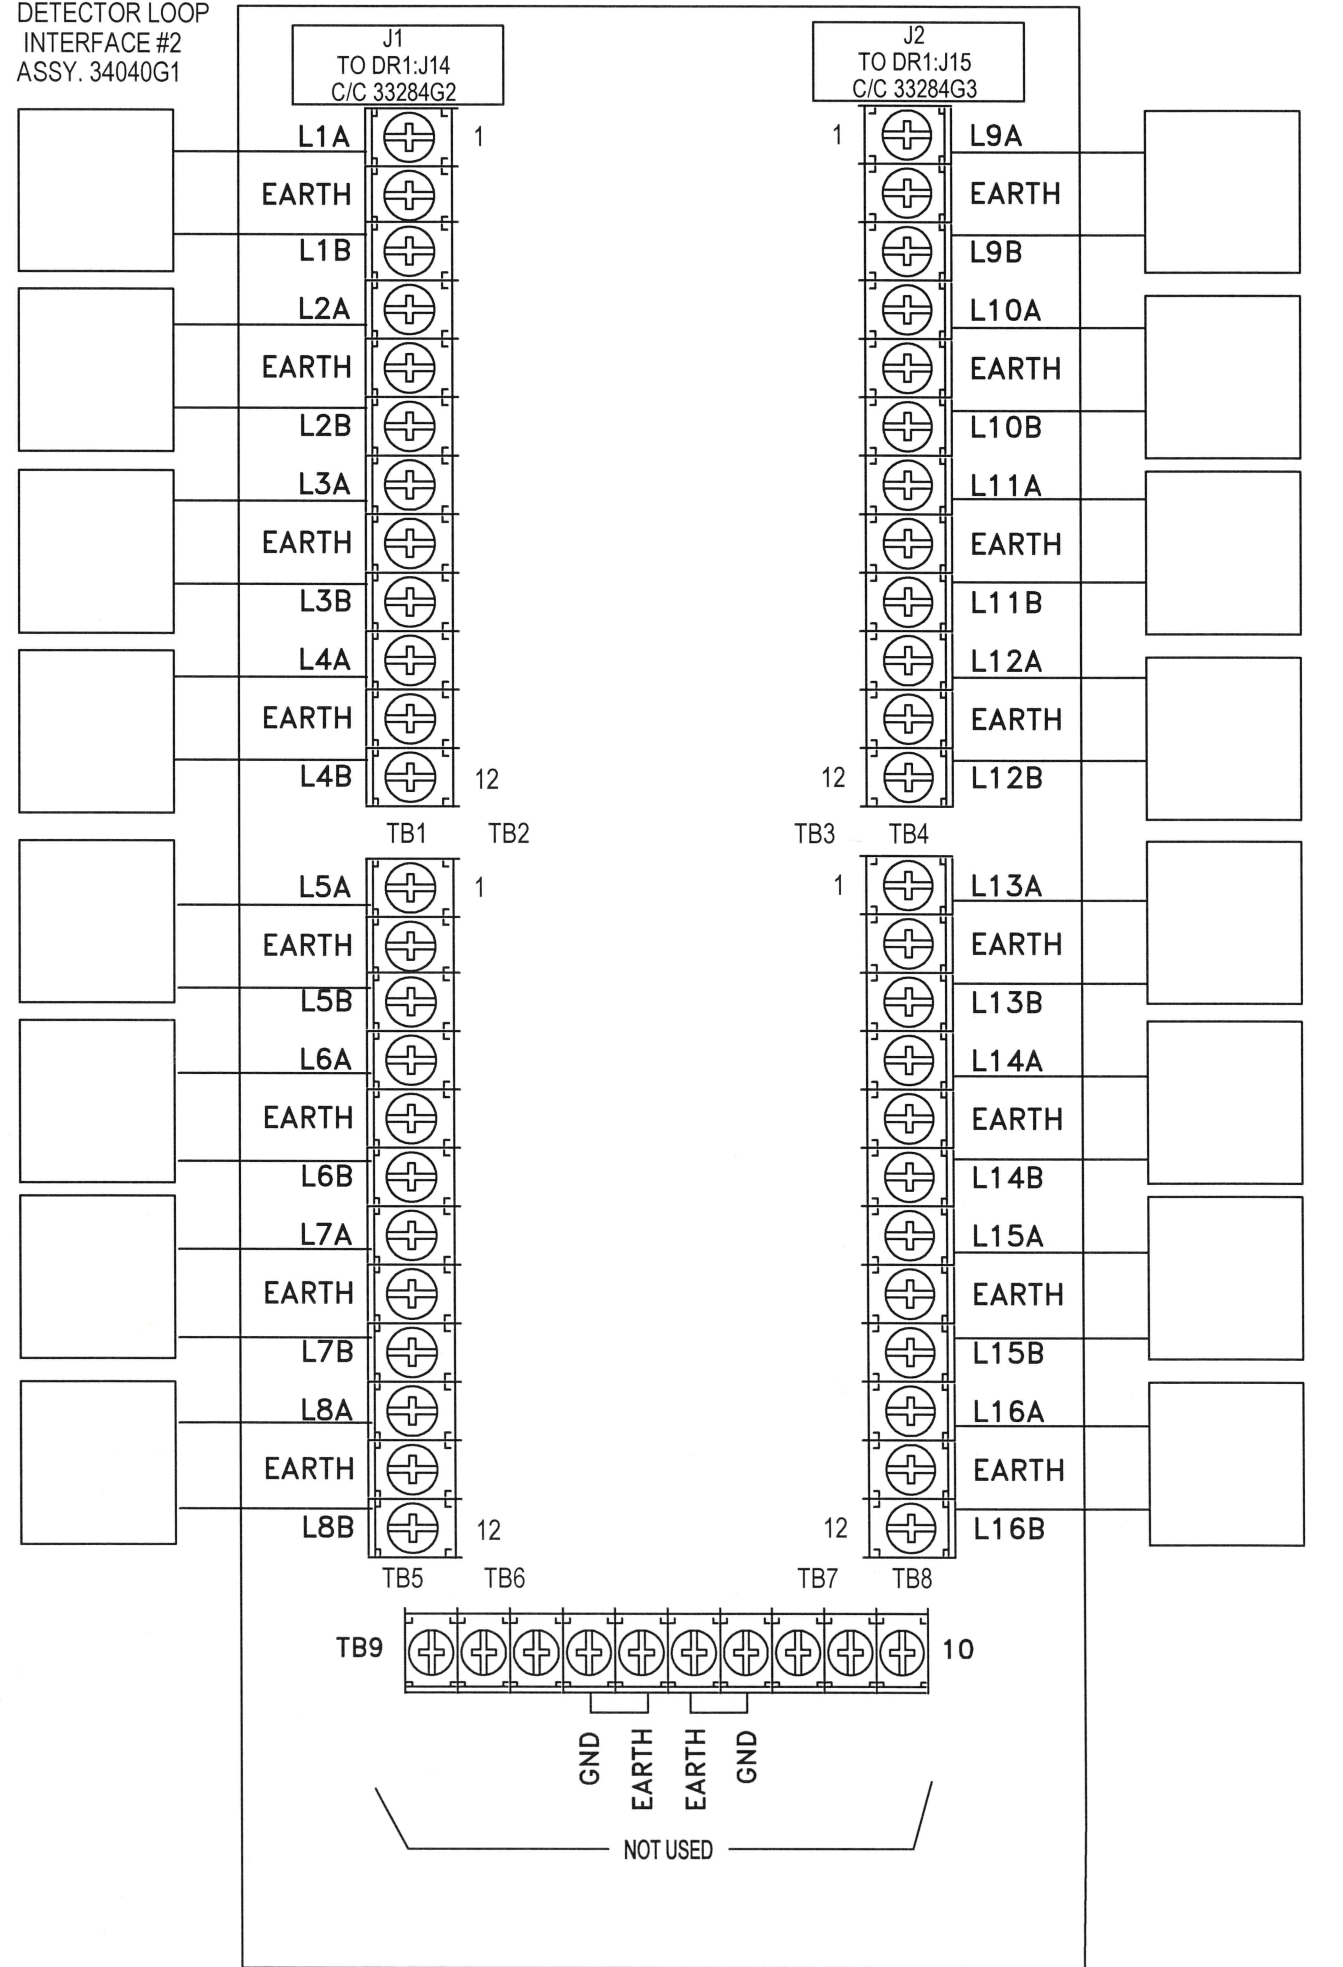 DETECTOR LOOP
INTERFACE #2
ASSY. 34040G1
J1
TO DR1:J14
C/C 33284G2
J2
TO DR1:J15
C/C 33284G3
L1A 1
EARTH
L1B
L2A
EARTH
L2B
L3A
EARTH
L3B
L4A
EARTH
L4B 12
TB1 TB2
1 L9A
EARTH
L9B
L10A
EARTH
L10B
L11A
EARTH
L11B
L12A
EARTH
12 L12B
TB3 TB4
L5A 1
EARTH
L5B
L6A
EARTH
L6B
L7A
EARTH
L7B
L8A
EARTH
L8B 12
TB5 TB6
1 L13A
EARTH
L13B
L14A
EARTH
L14B
L15A
EARTH
L15B
L16A
EARTH
12 L16B
TB7 TB8
TB9 10
GND
EARTH
EARTH
GND
NOT USED